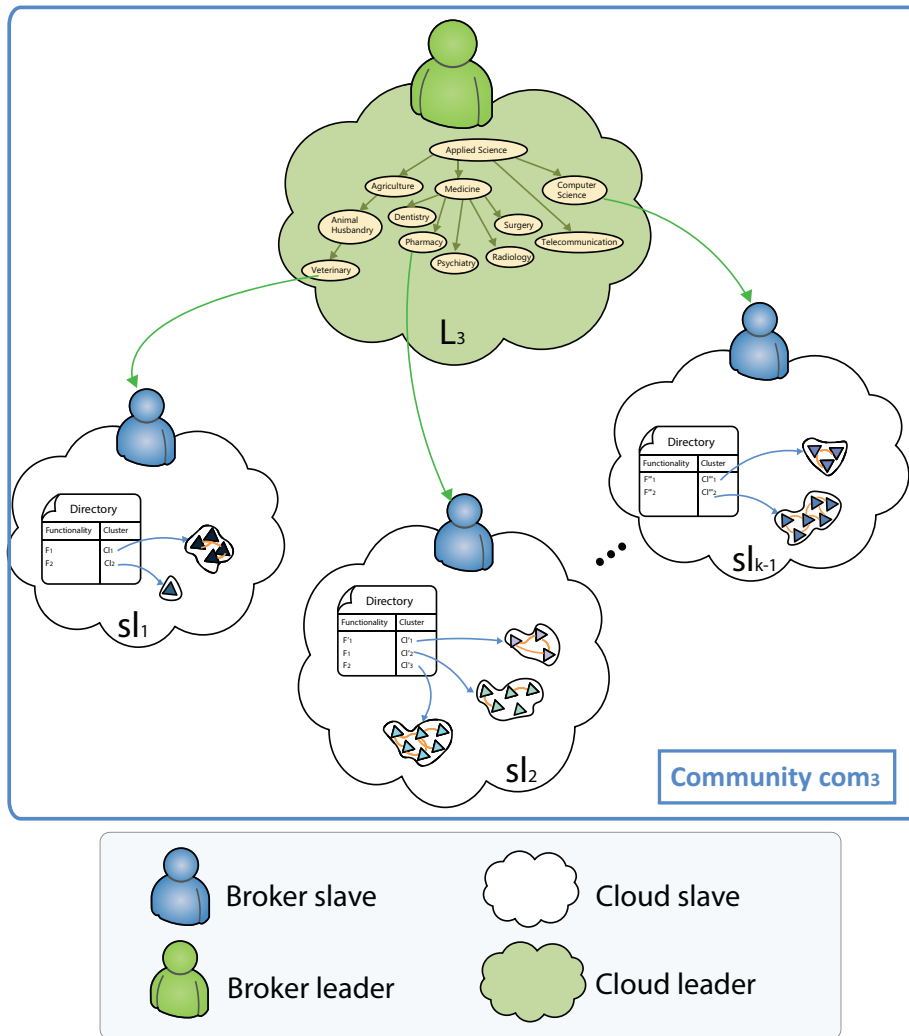 Applied Science
Agriculture
Medicine
Computer
Science
Animal
Husbandry
Dentistry
Surgery
Pharmacy
Telecommunication
Veterinary
Psychiatry
Radiology
L3
Directory
Functionality Cluster
F'''1 Cl'''1
F'''2 Cl'''2
slk-1
Directory
Functionality Cluster
F1 Cl1
F2 Cl2
sl1
Directory
Functionality Cluster
F'1 Cl'1
F1 Cl'2
F2 Cl'3
sl2
Community com3
Broker slave
Cloud slave
Broker leader
Cloud leader